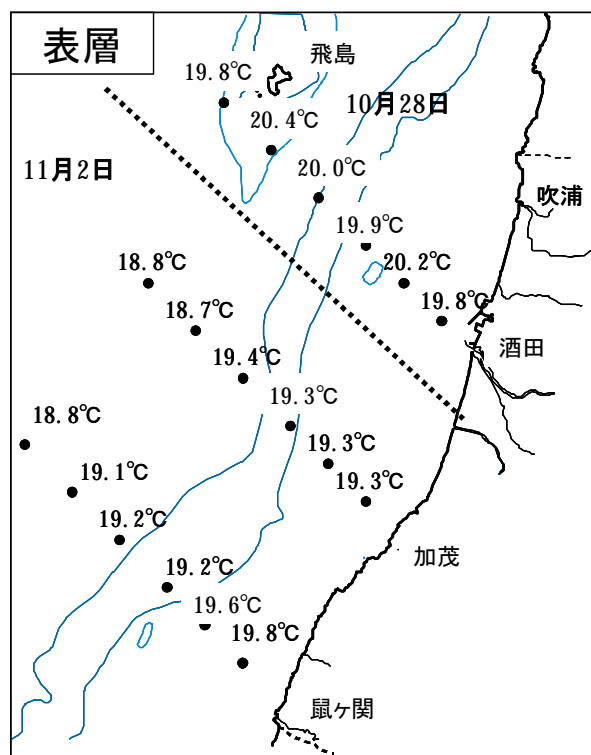 表層
飛島
19.8℃
10月28日
20.4℃
11月2日
20.0℃
吹浦
19.9℃
18.8℃
20.2℃
18.7℃
19.8℃
酒田
19.4℃
19.3℃
18.8℃
19.3℃
19.1℃
19.3℃
19.2℃
加茂
19.2℃
19.6℃
19.8℃
鼠ヶ関